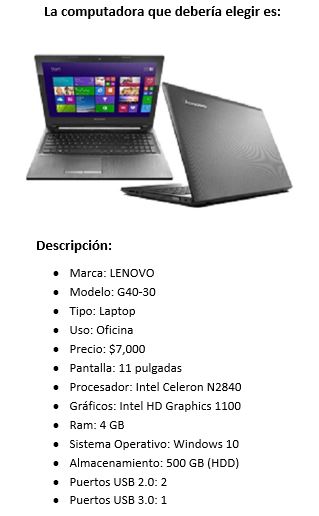 La computadora que debería elegir es:
Start
lenovo
Descripción:
• Marca: LENOVO
• Modelo: G40-30
• Tipo: Laptop
• Uso: Oficina
• Precio: $7,000
• Pantalla: 11 pulgadas
• Procesador: Intel Celeron N2840
• Gráficos: Intel HD Graphics 1100
• Ram: 4 GB
• Sistema Operativo: Windows 10
• Almacenamiento: 500 GB (HDD)
• Puertos USB 2.0: 2
• Puertos USB 3.0: 1